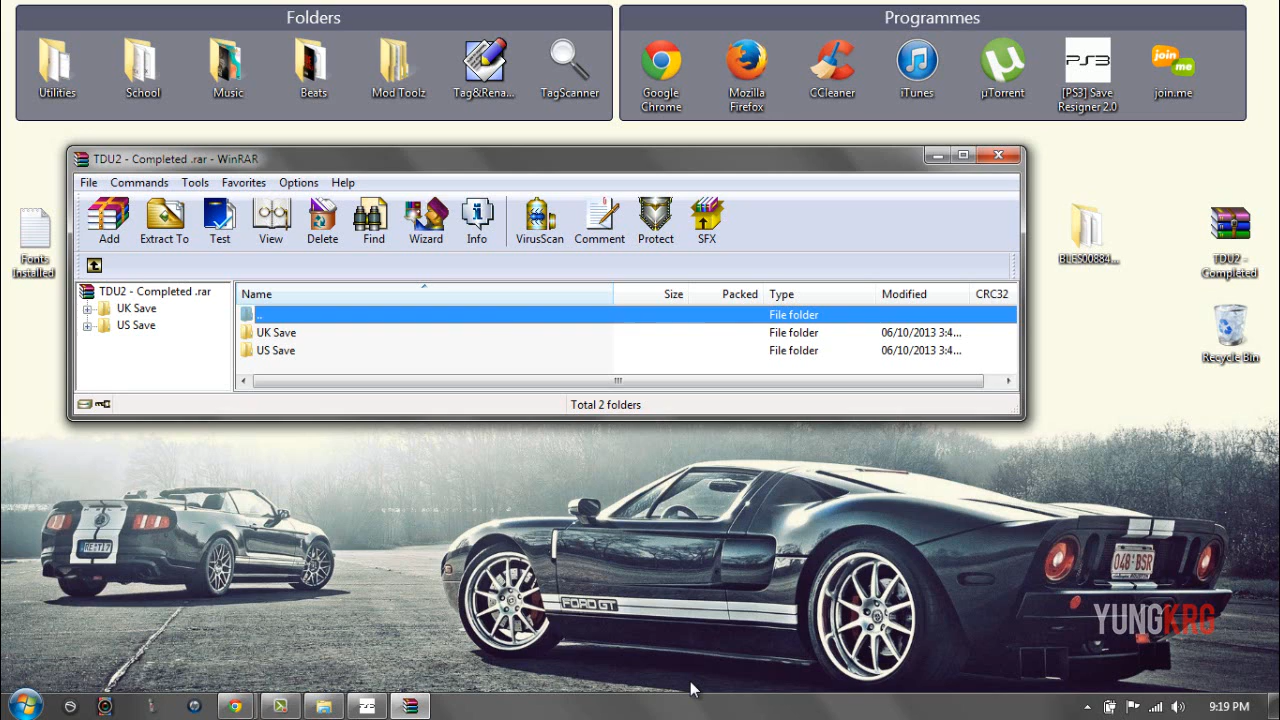 Folders
Programmes
Utilities
School
Music
Beats
Mod Toolz
Tag&Rena...
TagScanner
Google
Chrome
Mozilla
Firefox
CCleaner
iTunes
µTorrent
PS3
[PS3] Save
Resigner 2.0
join
me
join.me
TDU2 - Completed .rar - WinRAR
File Commands Tools Favorites Options Help
Add
Extract To
Test
View
Delete
Find
Wizard
Info
VirusScan
Comment
Protect
SFX
TDU2 - Completed .rar
UK Save
US Save
Name Size Packed Type Modified CRC32
.. File folder
UK Save File folder 06/10/2013 3:4...
US Save File folder 06/10/2013 3:4...
Total 2 folders
Fonts
Installed
BLES00884...
TDU2 -
Completed
Recycle Bin
FORD GT
048 BSR
YUNGKRG
9:19 PM